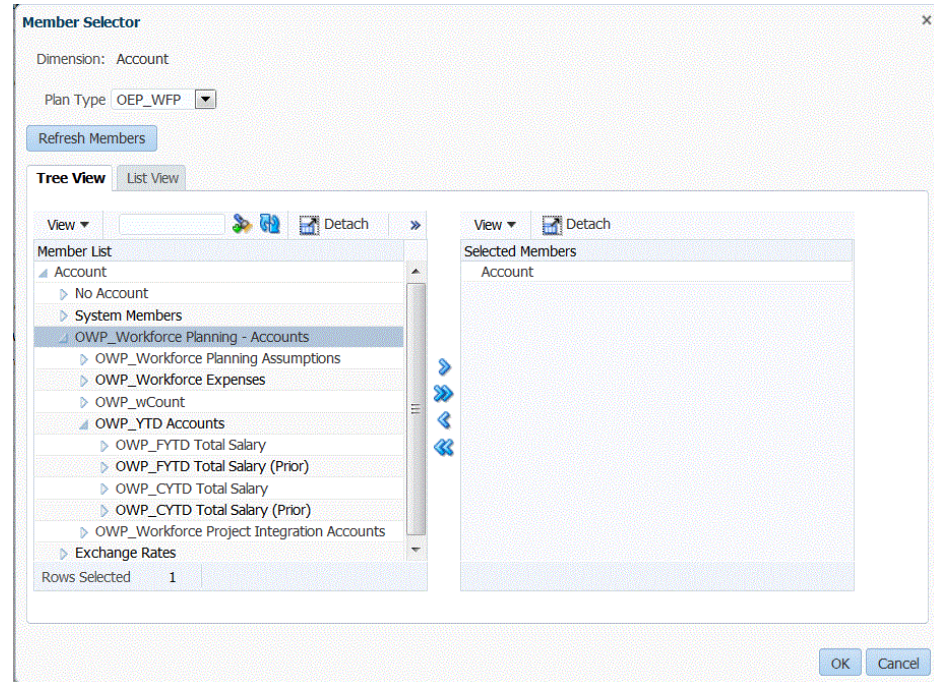 Member Selector
Dimension: Account
Plan Type OEP_WFP
Refresh Members
Tree View List View
View Detach »
Member List
Account
No Account
System Members
OWP_Workforce Planning - Accounts
OWP_Workforce Planning Assumptions
OWP_Workforce Expenses
OWP_wCount
OWP_YTD Accounts
OWP_FYTD Total Salary
OWP_FYTD Total Salary (Prior)
OWP_CYTD Total Salary
OWP_CYTD Total Salary (Prior)
OWP_Workforce Project Integration Accounts
Exchange Rates
Rows Selected 1
View Detach
Selected Members
Account
OK Cancel